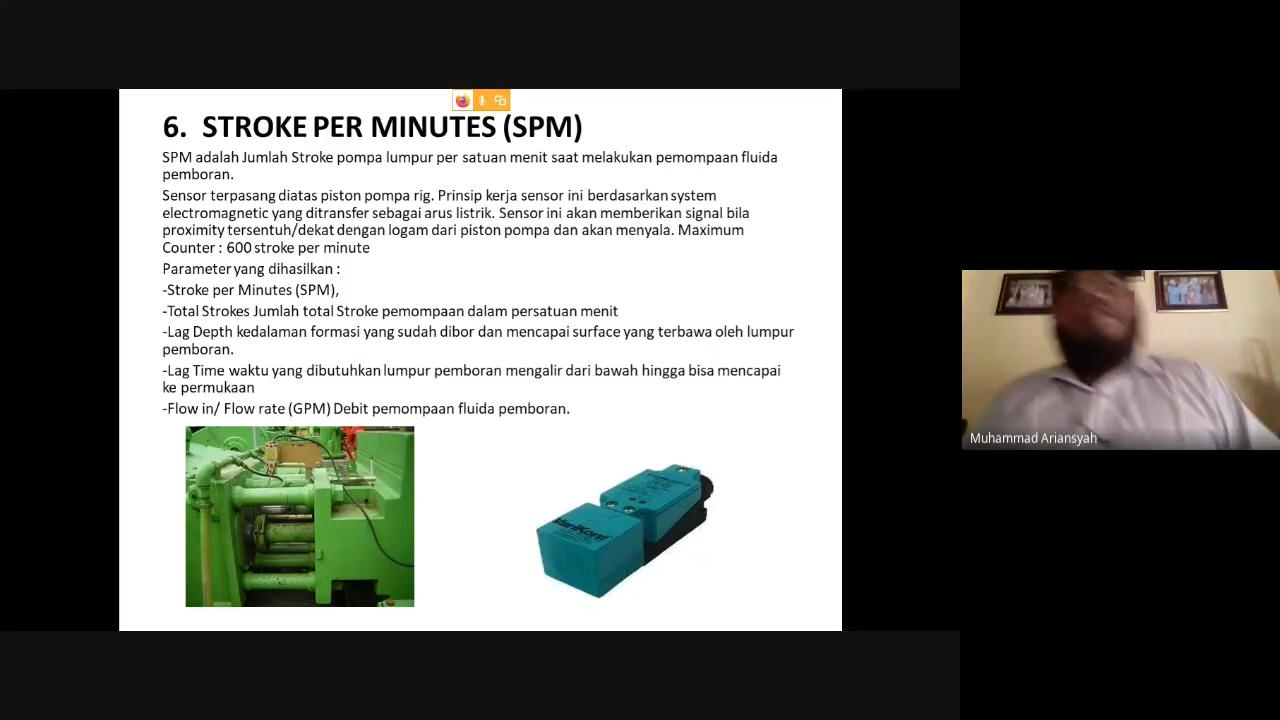 6. STROKE PER MINUTES (SPM)
SPM adalah Jumlah Stroke pompa lumpur per satuan menit saat melakukan pemompaan fluida
pemboran.
Sensor terpasang diatas piston pompa rig. Prinsip kerja sensor ini berdasarkan system
electromagnetic yang ditransfer sebagai arus listrik. Sensor ini akan memberikan signal bila
proximity tersentuh/dekat dengan logam dari piston pompa dan akan menyala. Maximum
Counter : 600 stroke per minute
Parameter yang dihasilkan :
-Stroke per Minutes (SPM),
-Total Strokes Jumlah total Stroke pemompaan dalam persatuan menit
-Lag Depth kedalaman formasi yang sudah dibor dan mencapai surface yang terbawa oleh lumpur
pemboran.
-Lag Time waktu yang dibutuhkan lumpur pemboran mengalir dari bawah hingga bisa mencapai
ke permukaan
-Flow in/ Flow rate (GPM) Debit pemompaan fluida pemboran.
VariKont
Muhammad Ariansyah